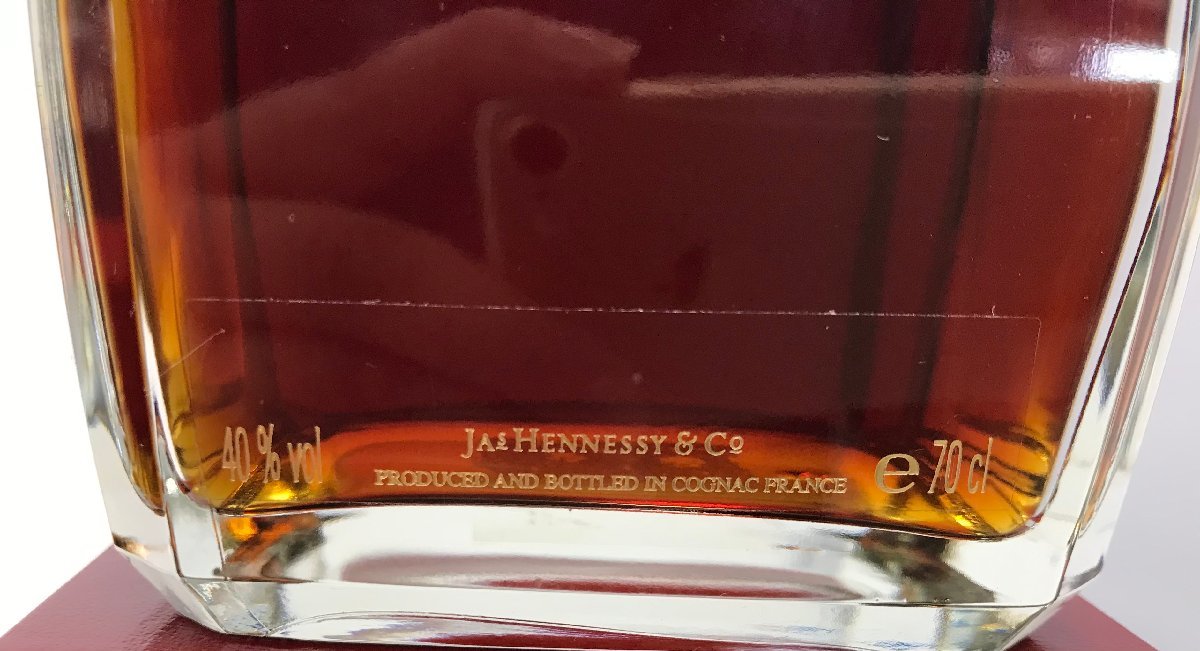 JAs HENNESSY & Co
40 % vol PRODUCED AND BOTTLED IN COGNAC FRANCE e 70 cl